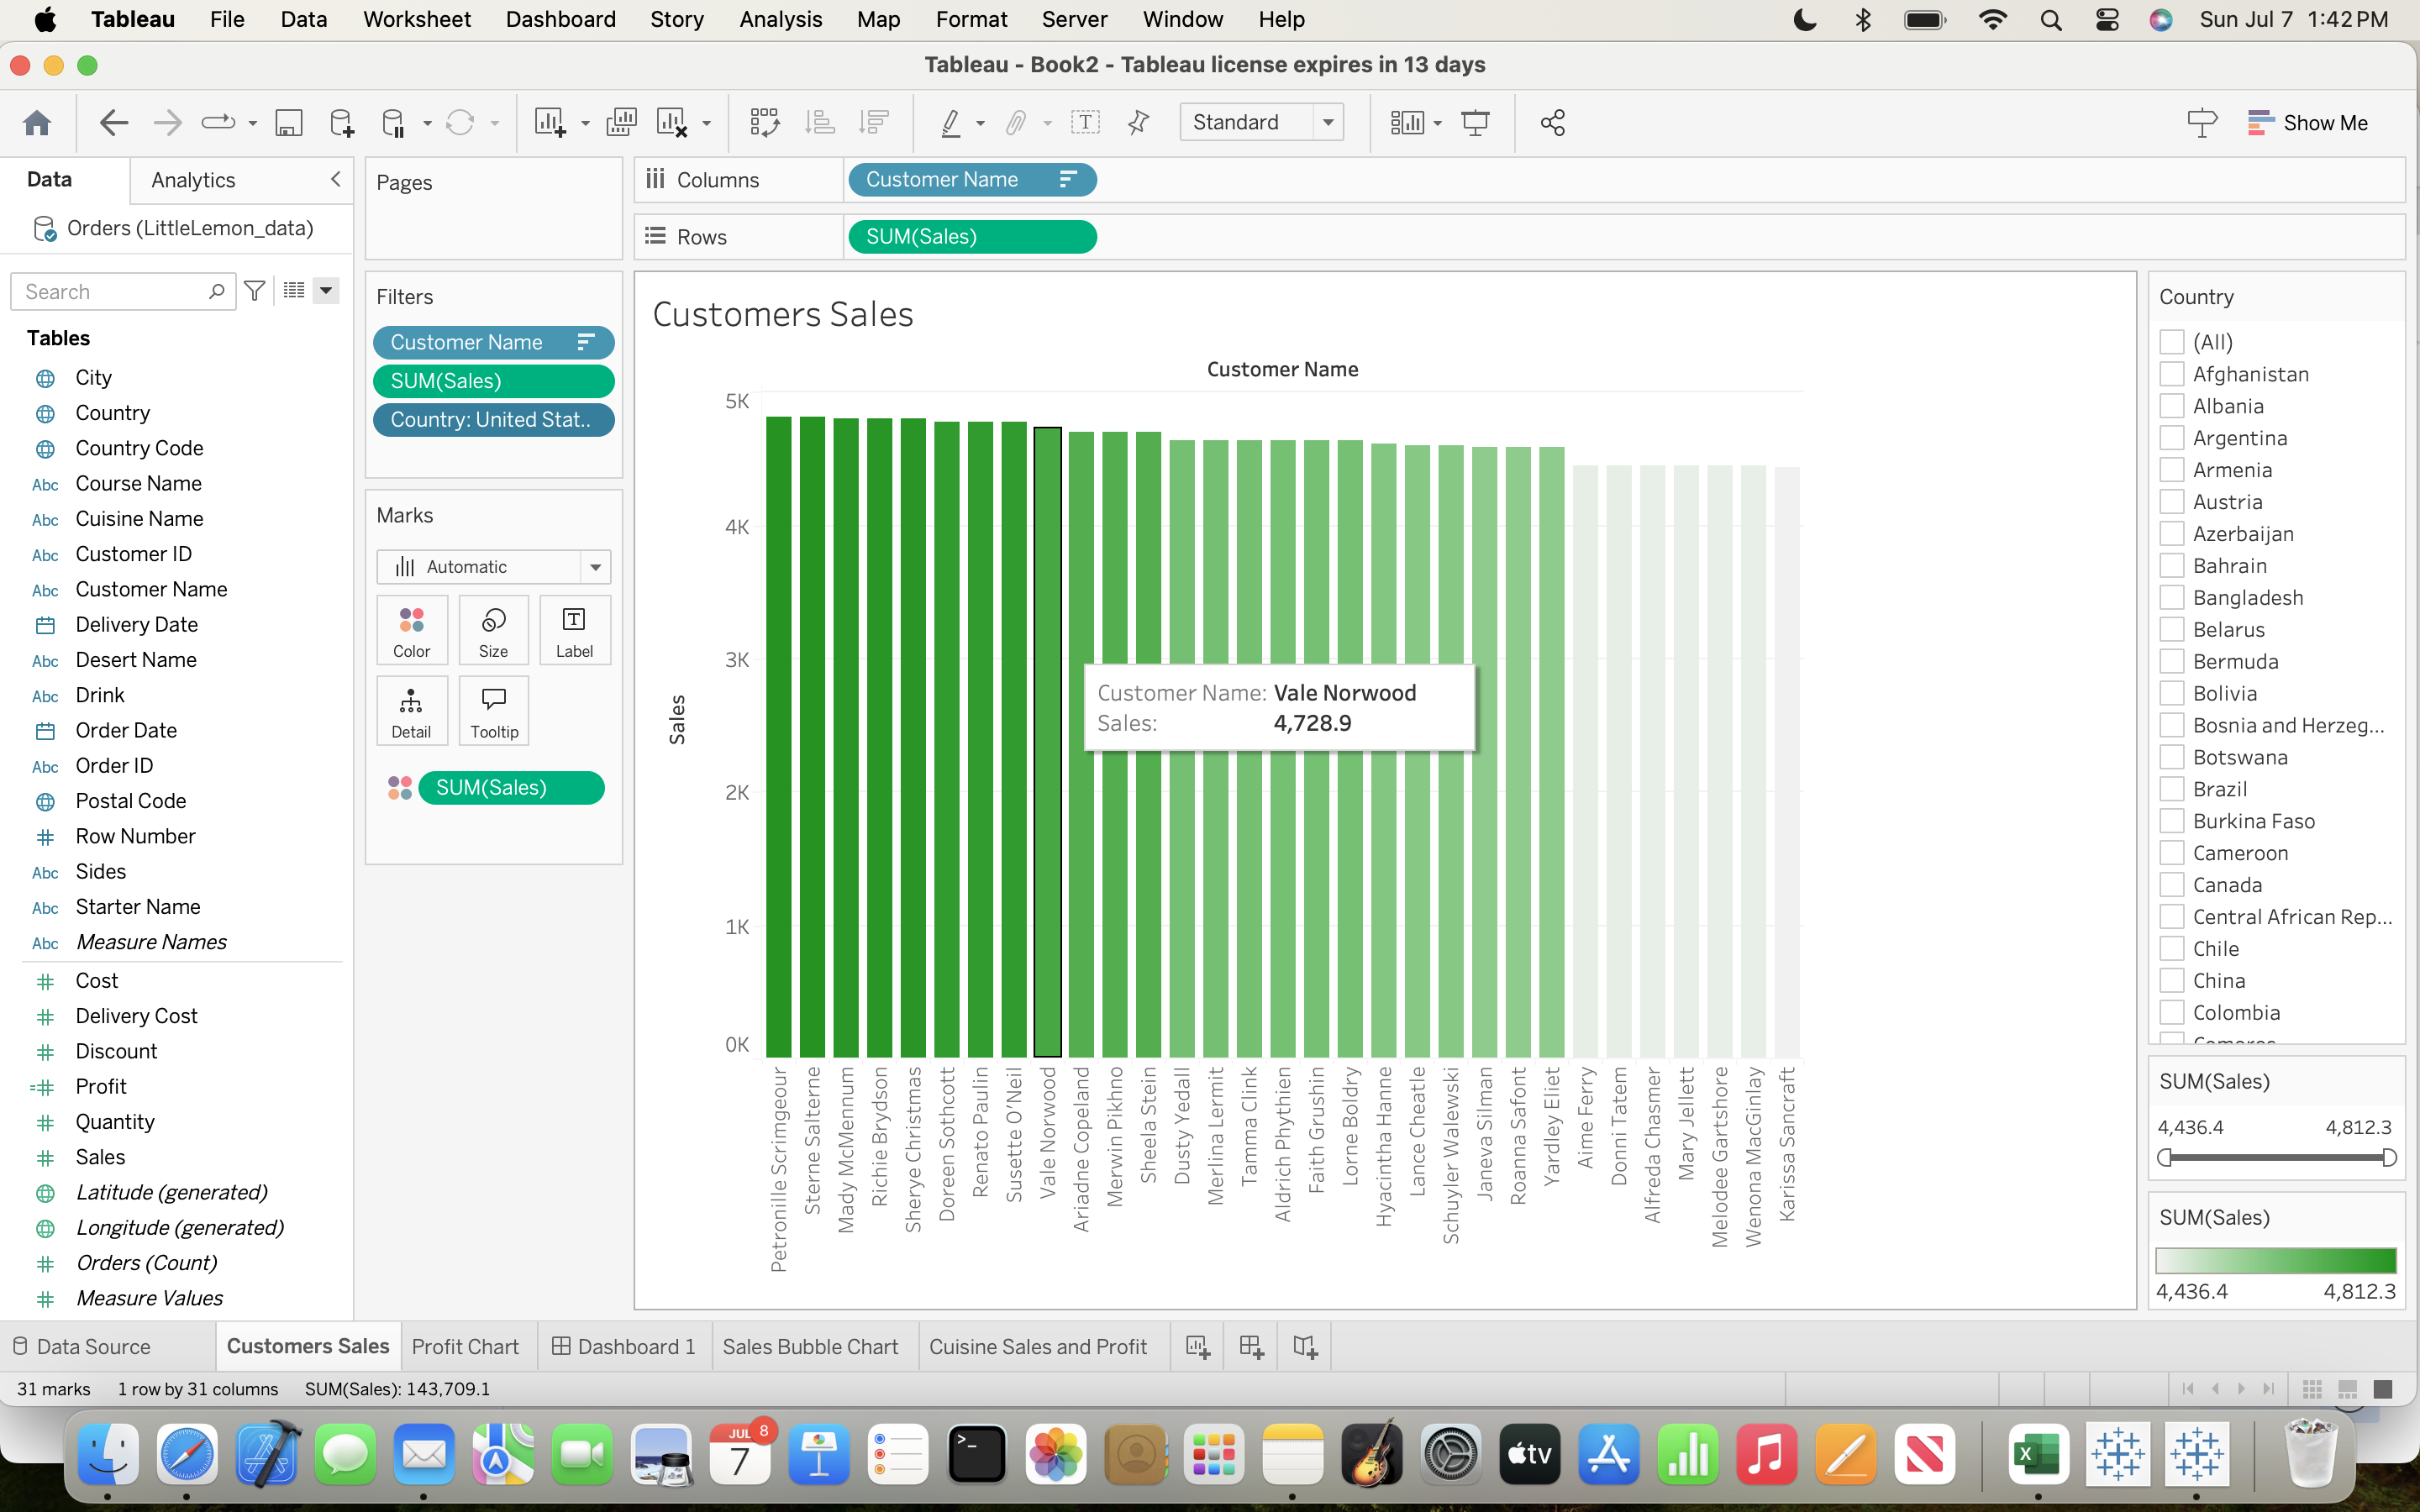 Tableau File Data Worksheet Dashboard Story Analysis Map Format Server Window Help Sun Jul 7 1:42 PM
Tableau - Book2 - Tableau license expires in 13 days
Standard
Show Me
Data Analytics
Orders (LittleLemon_data)
Search
Tables
City
Country
Country Code
Course Name
Cuisine Name
Customer ID
Customer Name
Delivery Date
Desert Name
Drink
Order Date
Order ID
Postal Code
Row Number
Sides
Starter Name
Measure Names
Cost
Delivery Cost
Discount
Profit
Quantity
Sales
Latitude (generated)
Longitude (generated)
Orders (Count)
Measure Values
Abc
Abc
Abc
Abc
Abc
Abc
Abc
Abc
Abc
Abc
Pages
Filters
Customer Name
SUM(Sales)
Country: United Stat..
Marks
Automatic
Color Size Label
Detail Tooltip
SUM(Sales)
Columns Customer Name
Rows SUM(Sales)
Customers Sales
Customer Name
5K
4K
3K
2K
1K
0K
Sales
Customer Name: Vale Norwood
Sales: 4,728.9
Petronille Scrimgeour
Sterne Salterne
Mady McMennum
Richie Brydson
Sherye Christmas
Doreen Sothcott
Renato Paulin
Susette O'Neil
Vale Norwood
Ariadne Copeland
Merwin Pikhno
Sheela Stein
Dusty Yedall
Merlina Lermit
Tamma Clink
Aldrich Phythien
Faith Grushin
Lorne Boldry
Hyacintha Hanne
Lance Cheatle
Schuyler Walewski
Janeva Silman
Roanna Safont
Yardley Eliet
Aime Ferry
Donni Tatem
Alfreda Chasmer
Mary Jellett
Melodee Gartshore
Wenona MacGinlay
Karissa Sancraft
Country
(All)
Afghanistan
Albania
Argentina
Armenia
Austria
Azerbaijan
Bahrain
Bangladesh
Belarus
Bermuda
Bolivia
Bosnia and Herzeg...
Botswana
Brazil
Burkina Faso
Cameroon
Canada
Central African Rep...
Chile
China
Colombia
SUM(Sales)
4,436.4 4,812.3
SUM(Sales)
4,436.4 4,812.3
Data Source Customers Sales Profit Chart Dashboard 1 Sales Bubble Chart Cuisine Sales and Profit
31 marks 1 row by 31 columns SUM(Sales): 143,709.1
JUL 8
7
tv